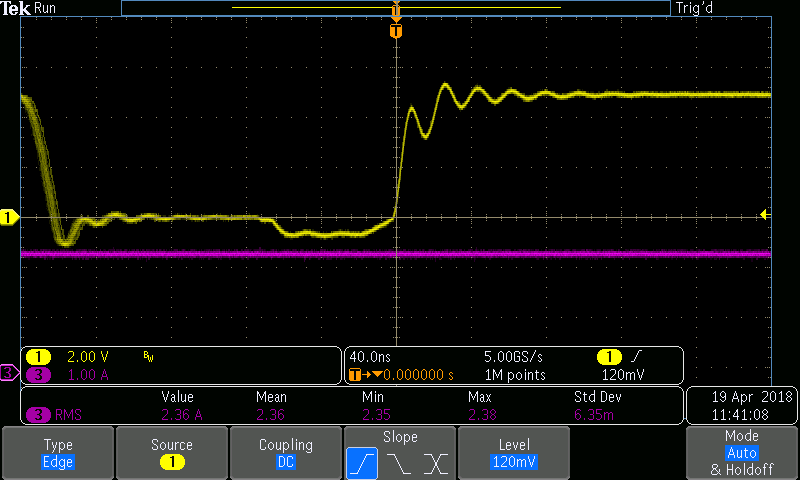 Tek Run Trig'd
T
T
1
1 2.00 V BW 40.0ns 5.00GS/s 1 120mV
3 3 1.00 A T→▼0.000000 s 1M points 120mV
Value Mean Min Max Std Dev 19 Apr 2018
3 RMS 2.36 A 2.36 2.35 2.38 6.35m 11:41:08
Type Source Coupling Slope Level Mode
Edge 1 DC 120mV Auto
& Holdoff